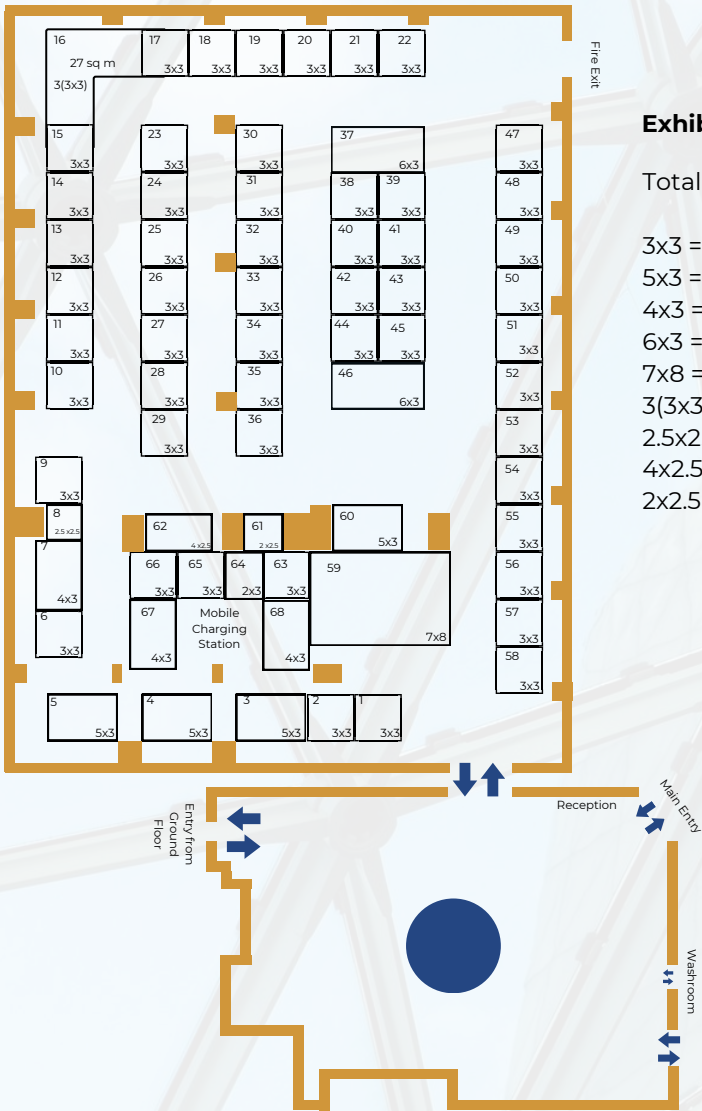 16
27 sq m
3(3x3)
17
3x3
18
3x3
19
3x3
20
3x3
21
3x3
22
3x3
Fire Exit
15
3x3
14
3x3
13
3x3
12
3x3
11
3x3
10
3x3
23
3x3
24
3x3
25
3x3
26
3x3
27
3x3
28
3x3
29
3x3
30
3x3
31
3x3
32
3x3
33
3x3
34
3x3
35
3x3
36
3x3
37
6x3
38
3x3
39
3x3
40
3x3
41
3x3
42
3x3
43
3x3
44
3x3
45
3x3
46
6x3
47
3x3
48
3x3
49
3x3
50
3x3
51
3x3
52
3x3
53
3x3
54
3x3
55
3x3
56
3x3
57
3x3
58
3x3
Exhib
Total
3x3 =
5x3 =
4x3 =
6x3 =
7x8 =
3(3x3
2.5x2
4x2.5
2x2.5
9
3x3
8
2.5 x2.5
7
4x3
6
3x3
62
4 x2.5
61
2 x2.5
60
5x3
66
3x3
65
3x3
64
2x3
63
3x3
59
7x8
67
4x3
Mobile
Charging
Station
68
4x3
5
5x3
4
5x3
3
5x3
2
3x3
1
3x3
Entry from
Ground
Floor
Reception
Main Entry
Washroom